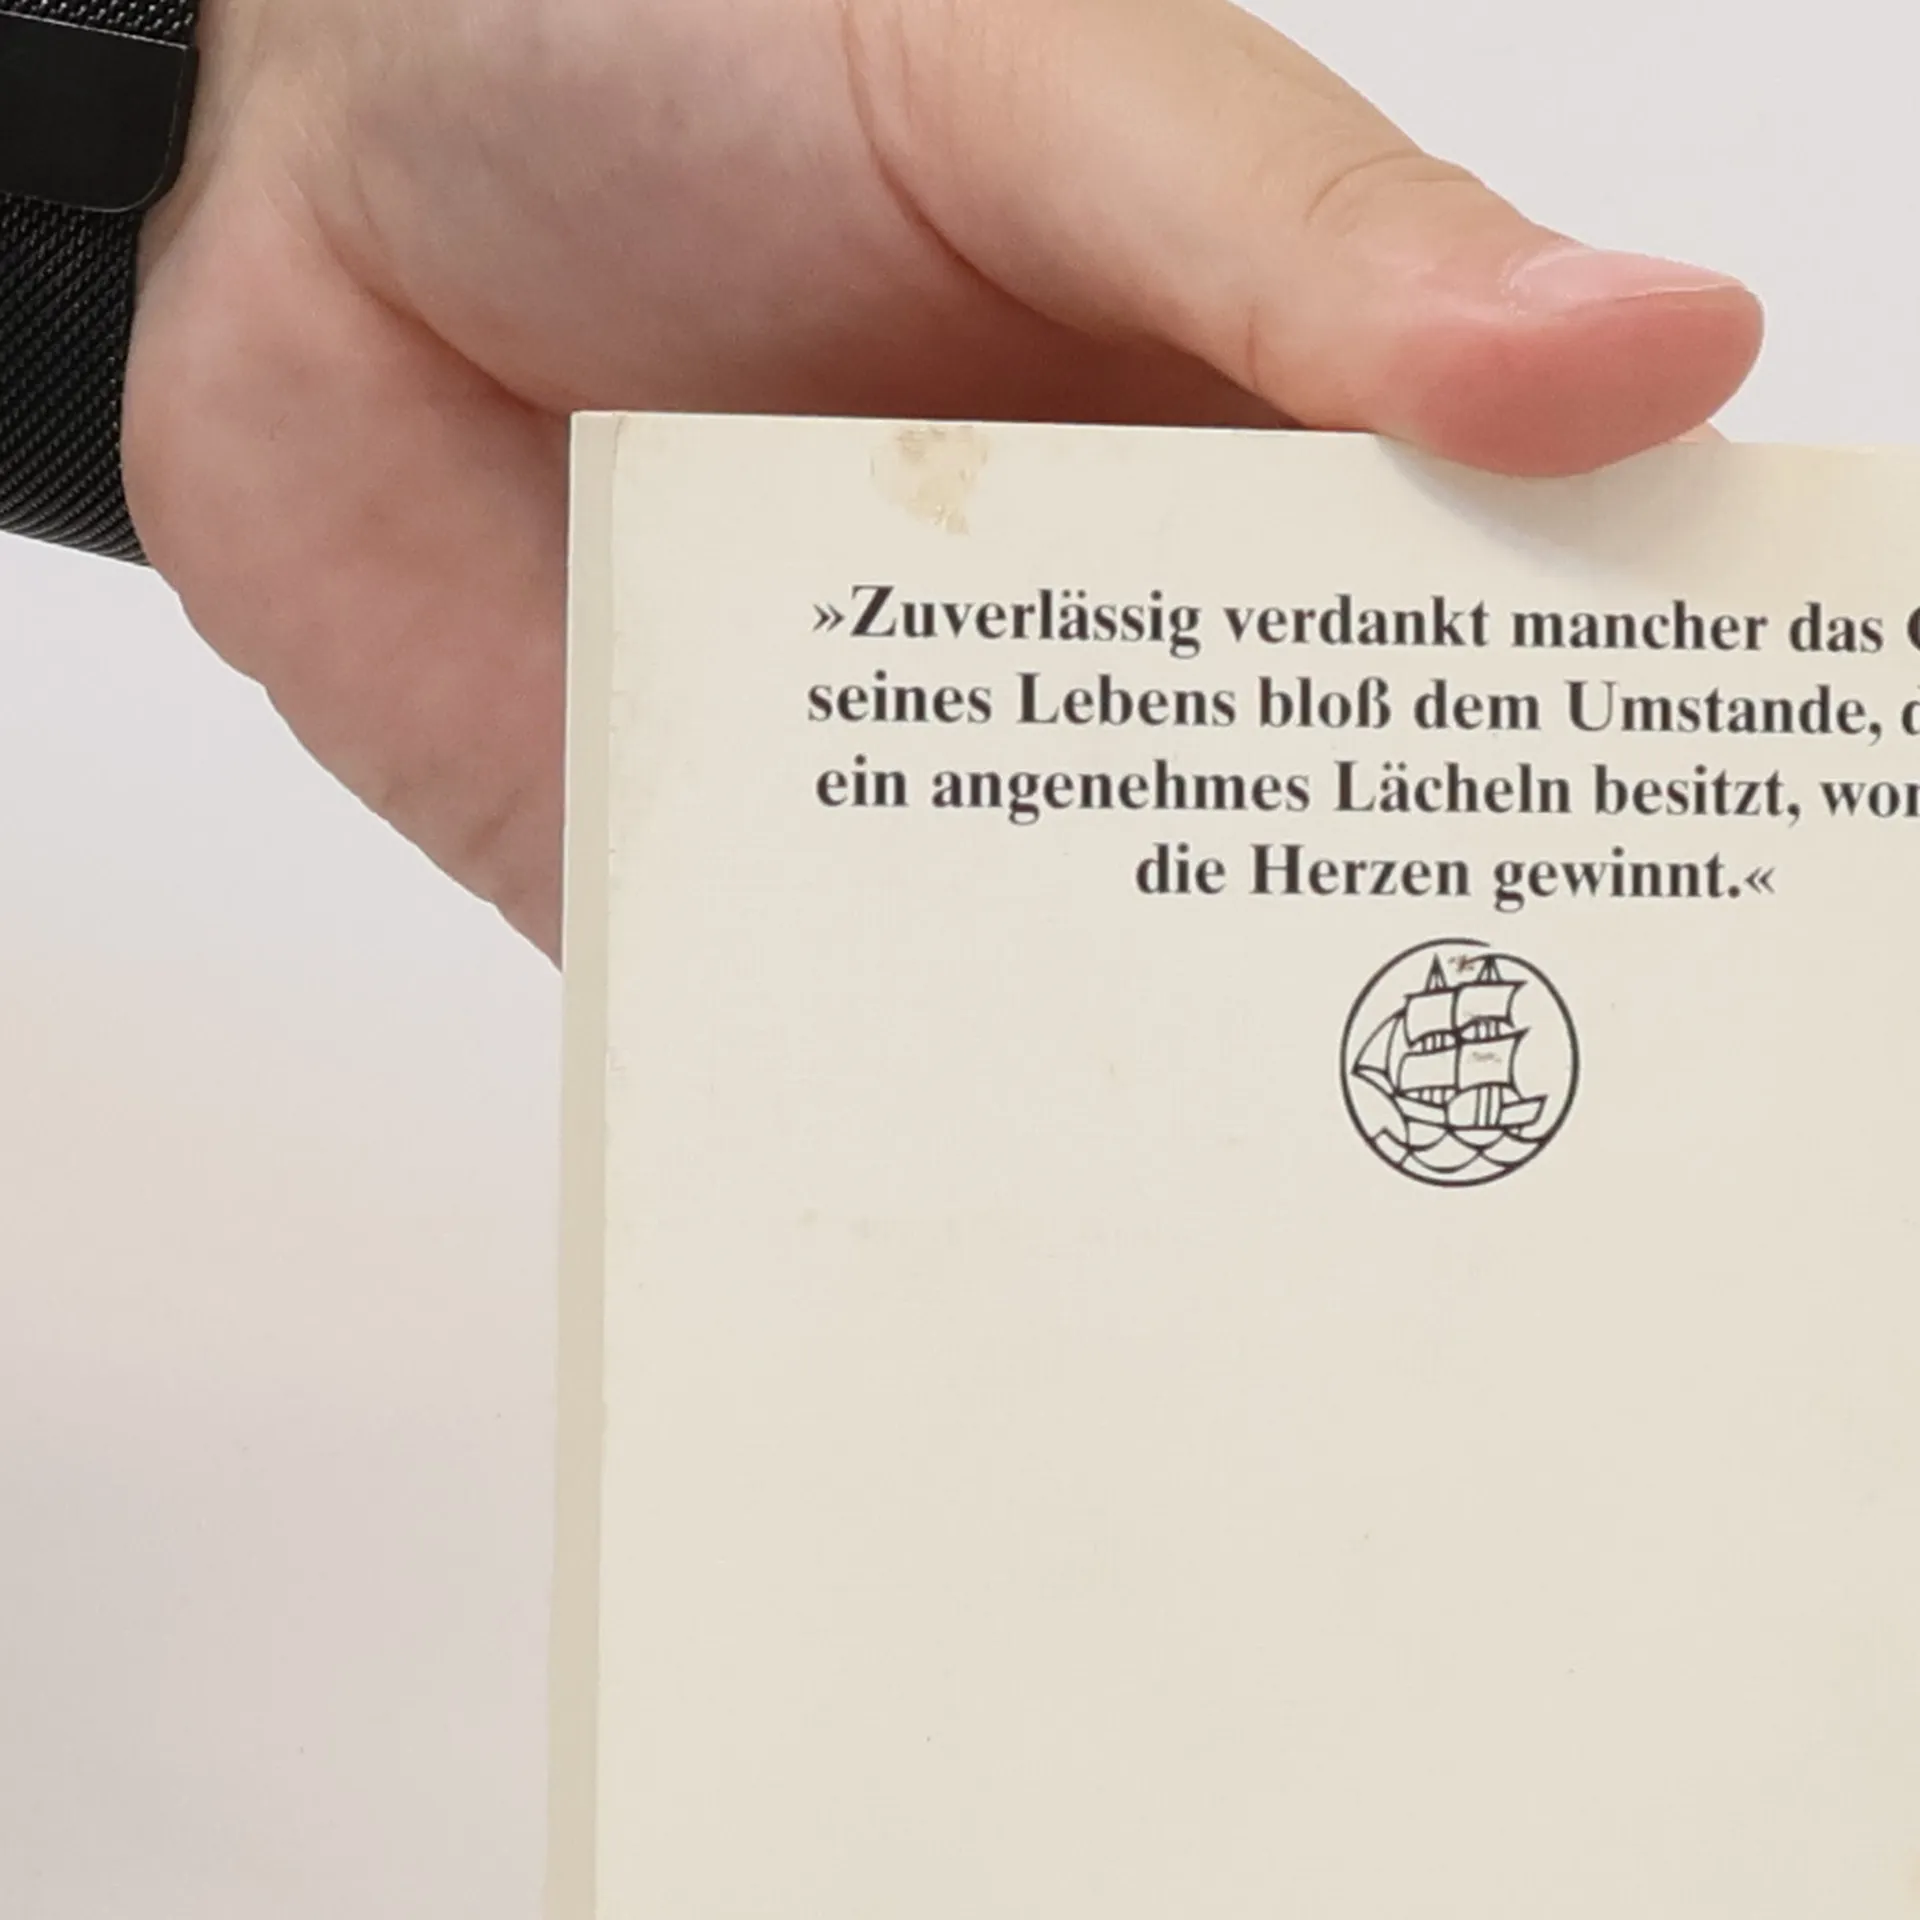 »Zuverlässig verdankt mancher das
seines Lebens bloß dem Umstande,
ein angenehmes Lächeln besitzt,
die Herzen gewinnt.«